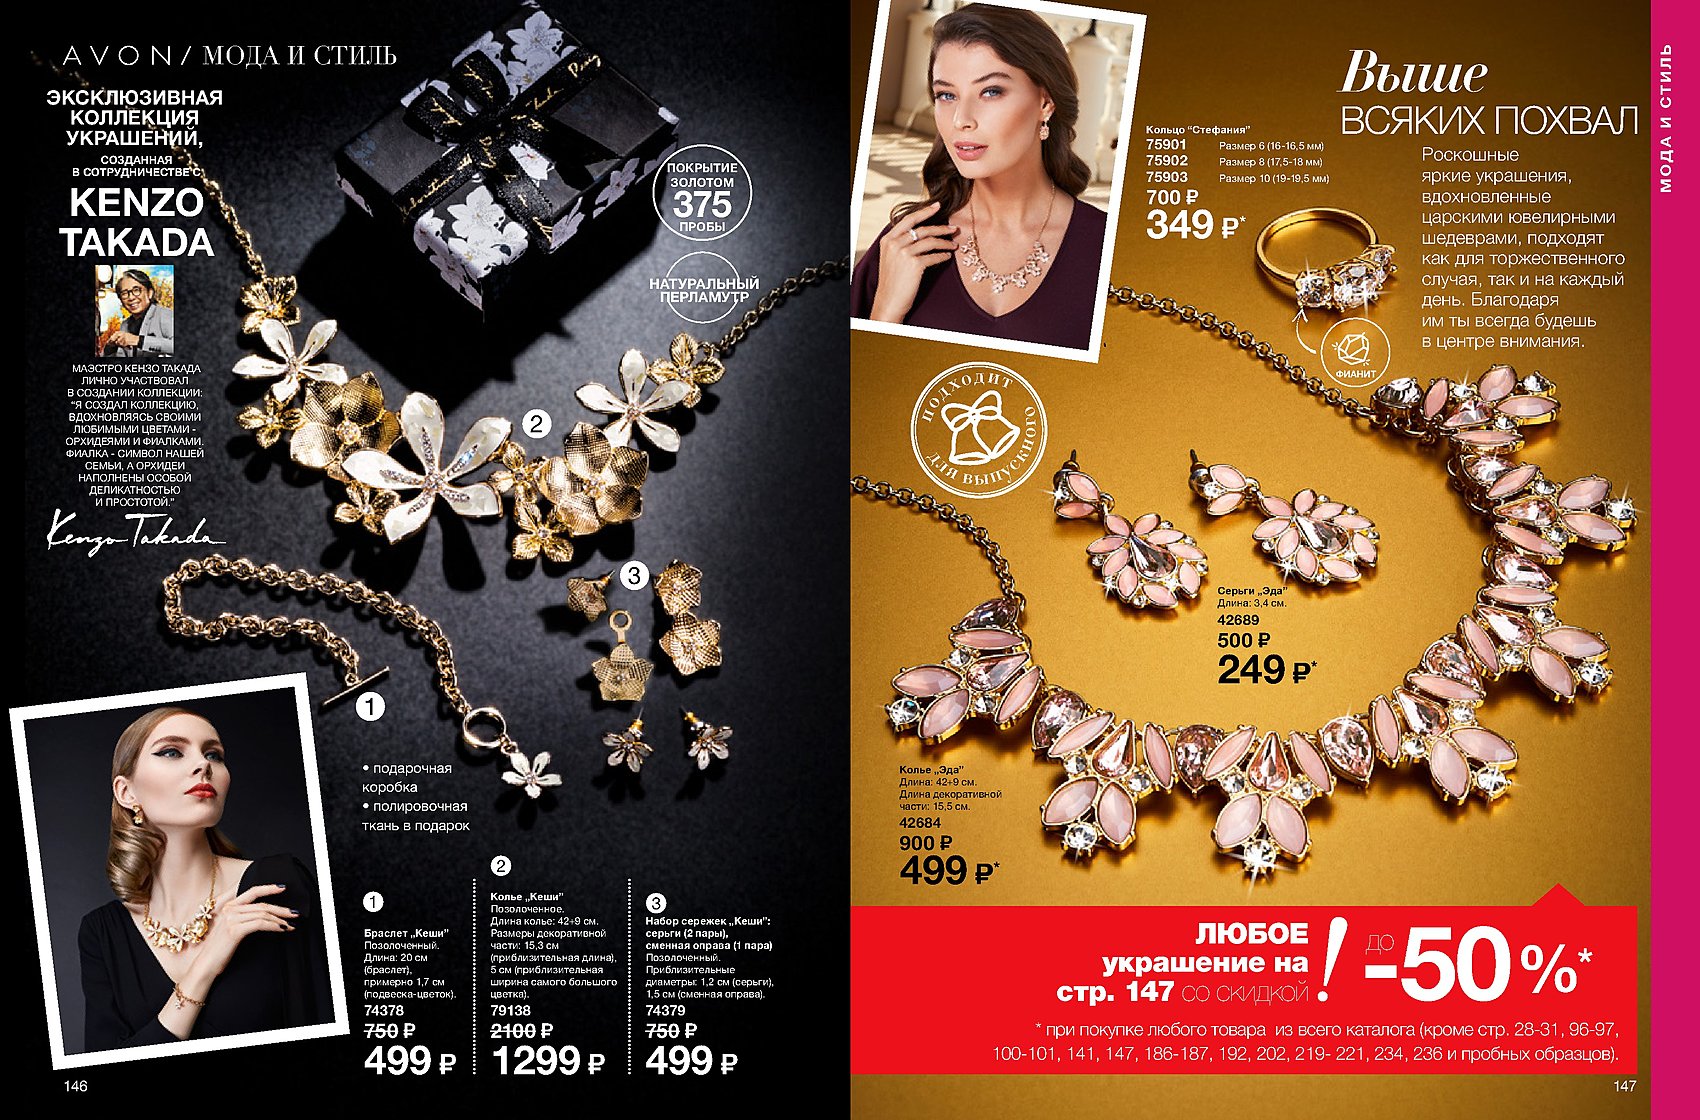 AVON / МОДА И СТИЛЬ
ЭКСКЛЮЗИВНАЯ
КОЛЛЕКЦИЯ
УКРАШЕНИЙ,
СОЗДАННАЯ
В СОТРУДНИЧЕСТВЕ С
KENZO
TAKADA
МАЭСТРО КЕНЗО ТАКАДА
ЛИЧНО УЧАСТВОВАЛ
В СОЗДАНИИ КОЛЛЕКЦИИ:
“Я СОЗДАЛ КОЛЛЕКЦИЮ,
ВДОХНОВЛЯЯСЬ СВОИМИ
ЛЮБИМЫМИ ЦВЕТАМИ -
ОРХИДЕЯМИ И ФИАЛКАМИ.
ФИАЛКА - СИМВОЛ НАШЕЙ
СЕМЬИ, А ОРХИДЕИ
НАПОЛНЕНЫ ОСОБОЙ
ДЕЛИКАТНОСТЬЮ
И ПРОСТОТОЙ.”
Kenzo Takada
ПОКРЫТИЕ
ЗОЛОТОМ
375
ПРОБЫ
НАТУРАЛЬНЫЙ
ПЕРЛАМУТР
2
3
1
• подарочная
коробка
• полировочная
ткань в подарок
1
Браслет „Кеши”
Позолоченный.
Длина: 20 см
(браслет),
примерно 1,7 см
(подвеска-цветок).
74378
750 ₽
499 ₽
2
Колье „Кеши”
Позолоченное.
Длина колье: 42+9 см.
Размеры декоративной
части: 15,3 см
(приблизительная длина),
5 см (приблизительная
ширина самого большого
цветка).
79138
2100 ₽
1299 ₽
3
Набор сережек „Кеши”:
серьги (2 пары),
сменная оправа (1 пара)
Позолоченный.
Приблизительные
диаметры: 1,2 см (серьги),
1,5 см (сменная оправа).
74379
750 ₽
499 ₽
146
Выше
ВСЯКИХ ПОХВАЛ
Роскошные
яркие украшения,
вдохновленные
царскими ювелирными
шедеврами, подходят
как для торжественного
случая, так и на каждый
день. Благодаря
им ты всегда будешь
в центре внимания.
МОДА И СТИЛЬ
Кольцо “Стефания”
75901 Размер 6 (16-16,5 мм)
75902 Размер 8 (17,5-18 мм)
75903 Размер 10 (19-19,5 мм)
700 ₽
349 ₽*
ФИАНИТ
ПОДХОДИТ
ДЛЯ ВЫПУСКНОГО
Серьги „Эда”
Длина: 3,4 см.
42689
500 ₽
249 ₽*
Колье „Эда”
Длина: 42+9 см.
Длина декоративной
части: 15,5 см.
42684
900 ₽
499 ₽*
ЛЮБОЕ
украшение на
стр. 147 СО СКИДКОЙ !
ДО
-50%*
* при покупке любого товара из всего каталога (кроме стр. 28-31, 96-97,
100-101, 141, 147, 186-187, 192, 202, 219- 221, 234, 236 и пробных образцов).
147